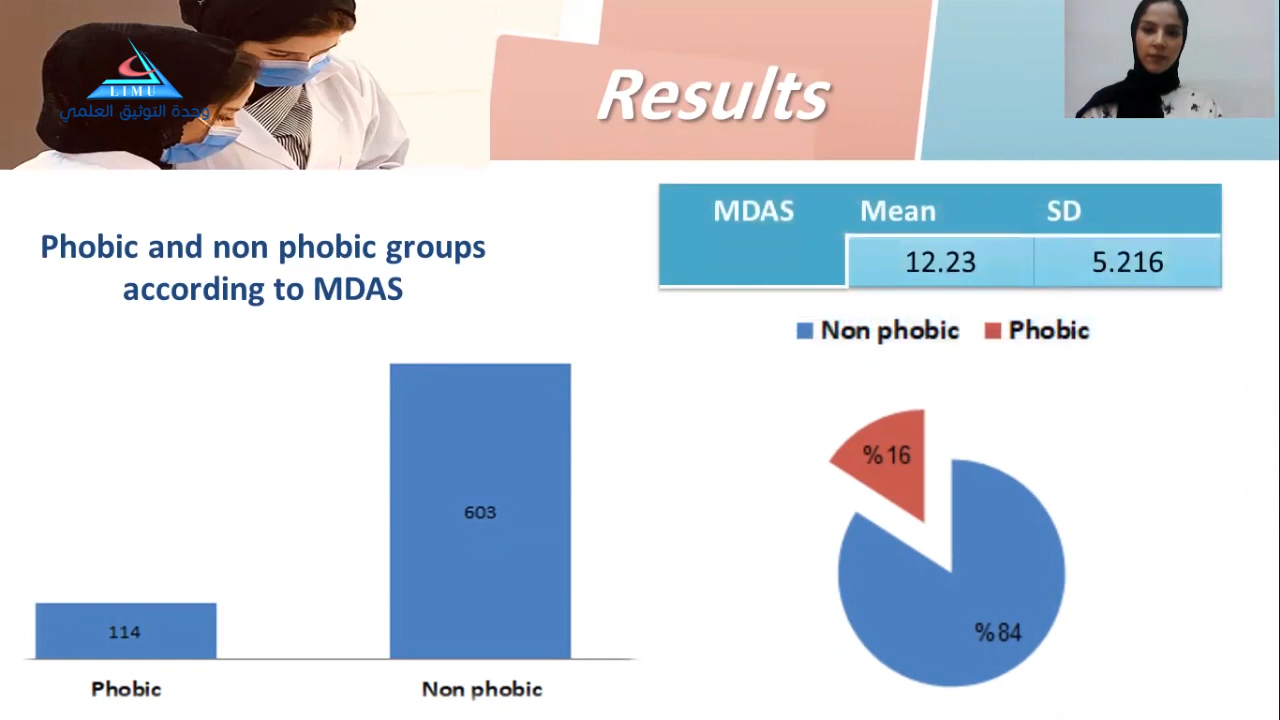 LIMU
وحدة التوثيق العلمي
Results
Phobic and non phobic groups
according to MDAS
MDAS Mean SD
12.23 5.216
Non phobic Phobic
603
114
Phobic Non phobic
%16
%84